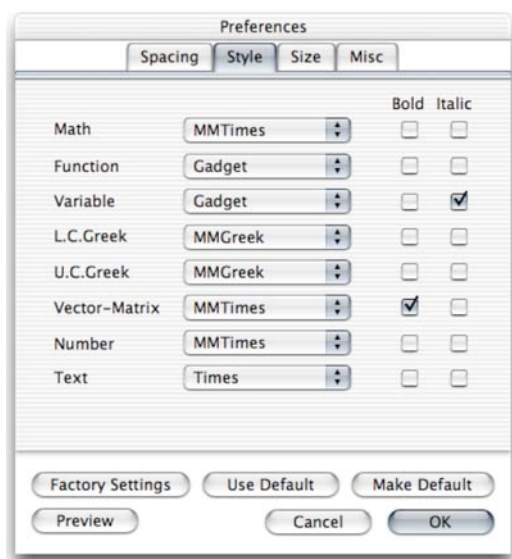 Preferences
Spacing Style Size Misc
Bold Italic
Math MMTimes
Function Gadget
Variable Gadget
L.C.Greek MMGreek
U.C.Greek MMGreek
Vector-Matrix MMTimes
Number MMTimes
Text Times
Factory Settings Use Default Make Default
Preview Cancel OK